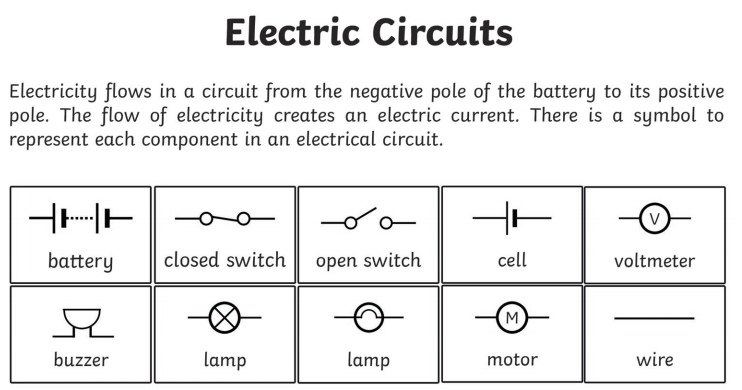 Electric Circuits
Electricity flows in a circuit from the negative pole of the battery to its positive
pole. The flow of electricity creates an electric current. There is a symbol to
represent each component in an electrical circuit.
V
battery closed switch open switch cell voltmeter
M
buzzer lamp lamp motor wire